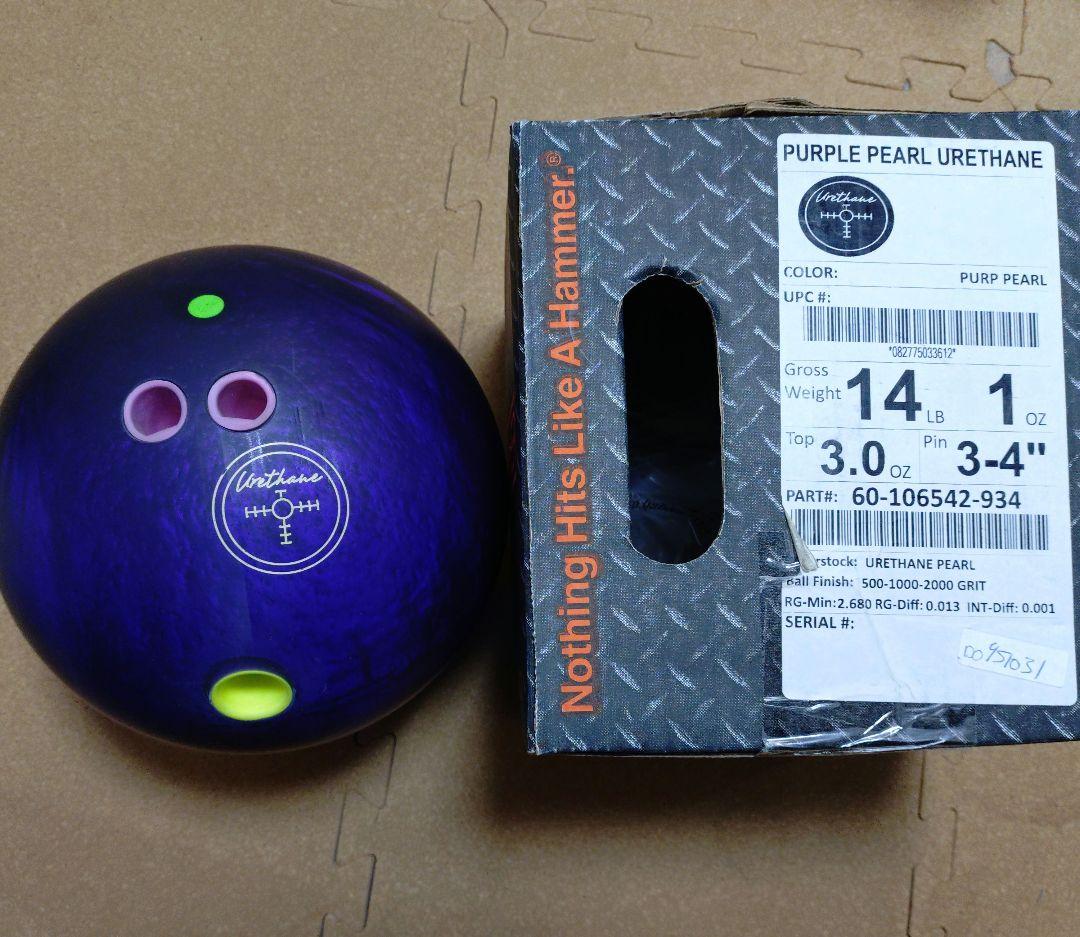 Urethane
Nothing Hits Like A Hammer.®
PURPLE PEARL URETHANE
Urethane
COLOR: PURP PEARL
UPC #:
*082775033612*
Gross Weight 14 LB 1 OZ
Top 3.0 OZ Pin 3-4"
PART#: 60-106542-934
rstock: URETHANE PEARL
Ball Finish: 500-1000-2000 GRIT
RG-Min:2.680 RG-Diff: 0.013 INT-Diff: 0.001
SERIAL #: